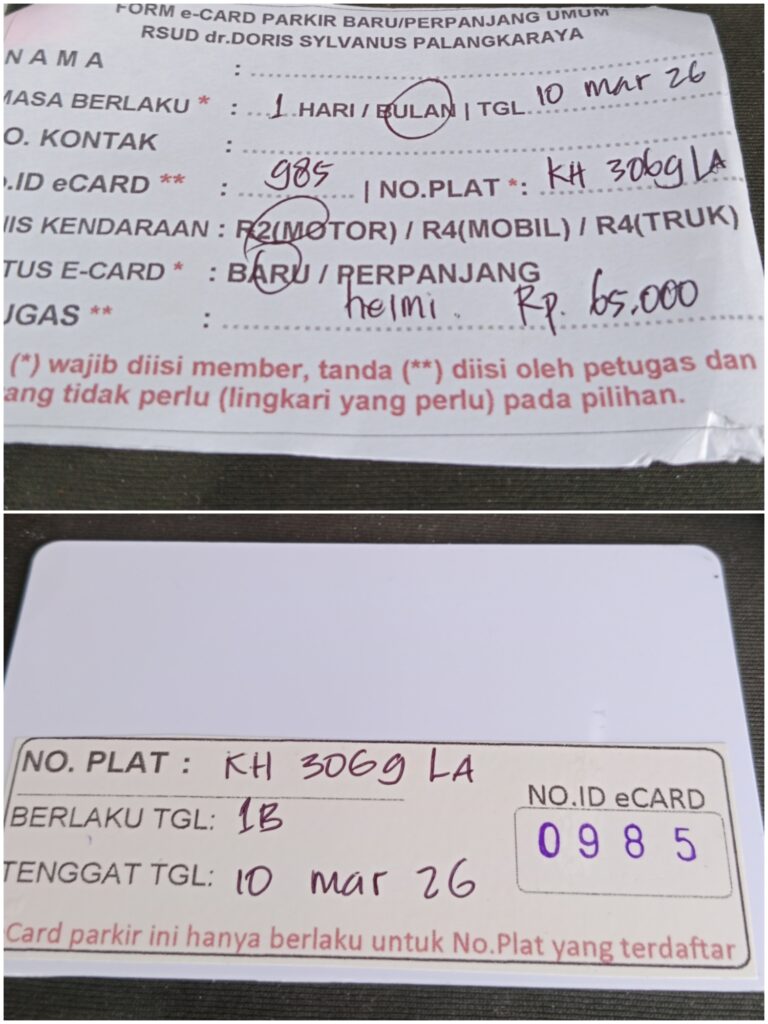 FORM e-CARD PARKIR BARU/PERPANJANG UMUM
RSUD dr.DORIS SYLVANUS PALANGKARAYA
NAMA :
MASA BERLAKU * : 1 HARI / BULAN | TGL 10 mar 26
O. KONTAK :
.ID eCARD ** : 985 | NO.PLAT *: KH 3069 LA
NIS KENDARAAN : R2(MOTOR) / R4(MOBIL) / R4(TRUK)
TUS E-CARD * : BARU / PERPANJANG
UGAS ** : helmi. Rp. 65.000
(*) wajib diisi member, tanda (**) diisi oleh petugas dan
ang tidak perlu (lingkari yang perlu) pada pilihan.
NO. PLAT : KH 3069 LA
BERLAKU TGL: 1B
TENGGAT TGL: 10 mar 26
NO.ID eCARD
0985
Card parkir ini hanya berlaku untuk No.Plat yang terdaftar